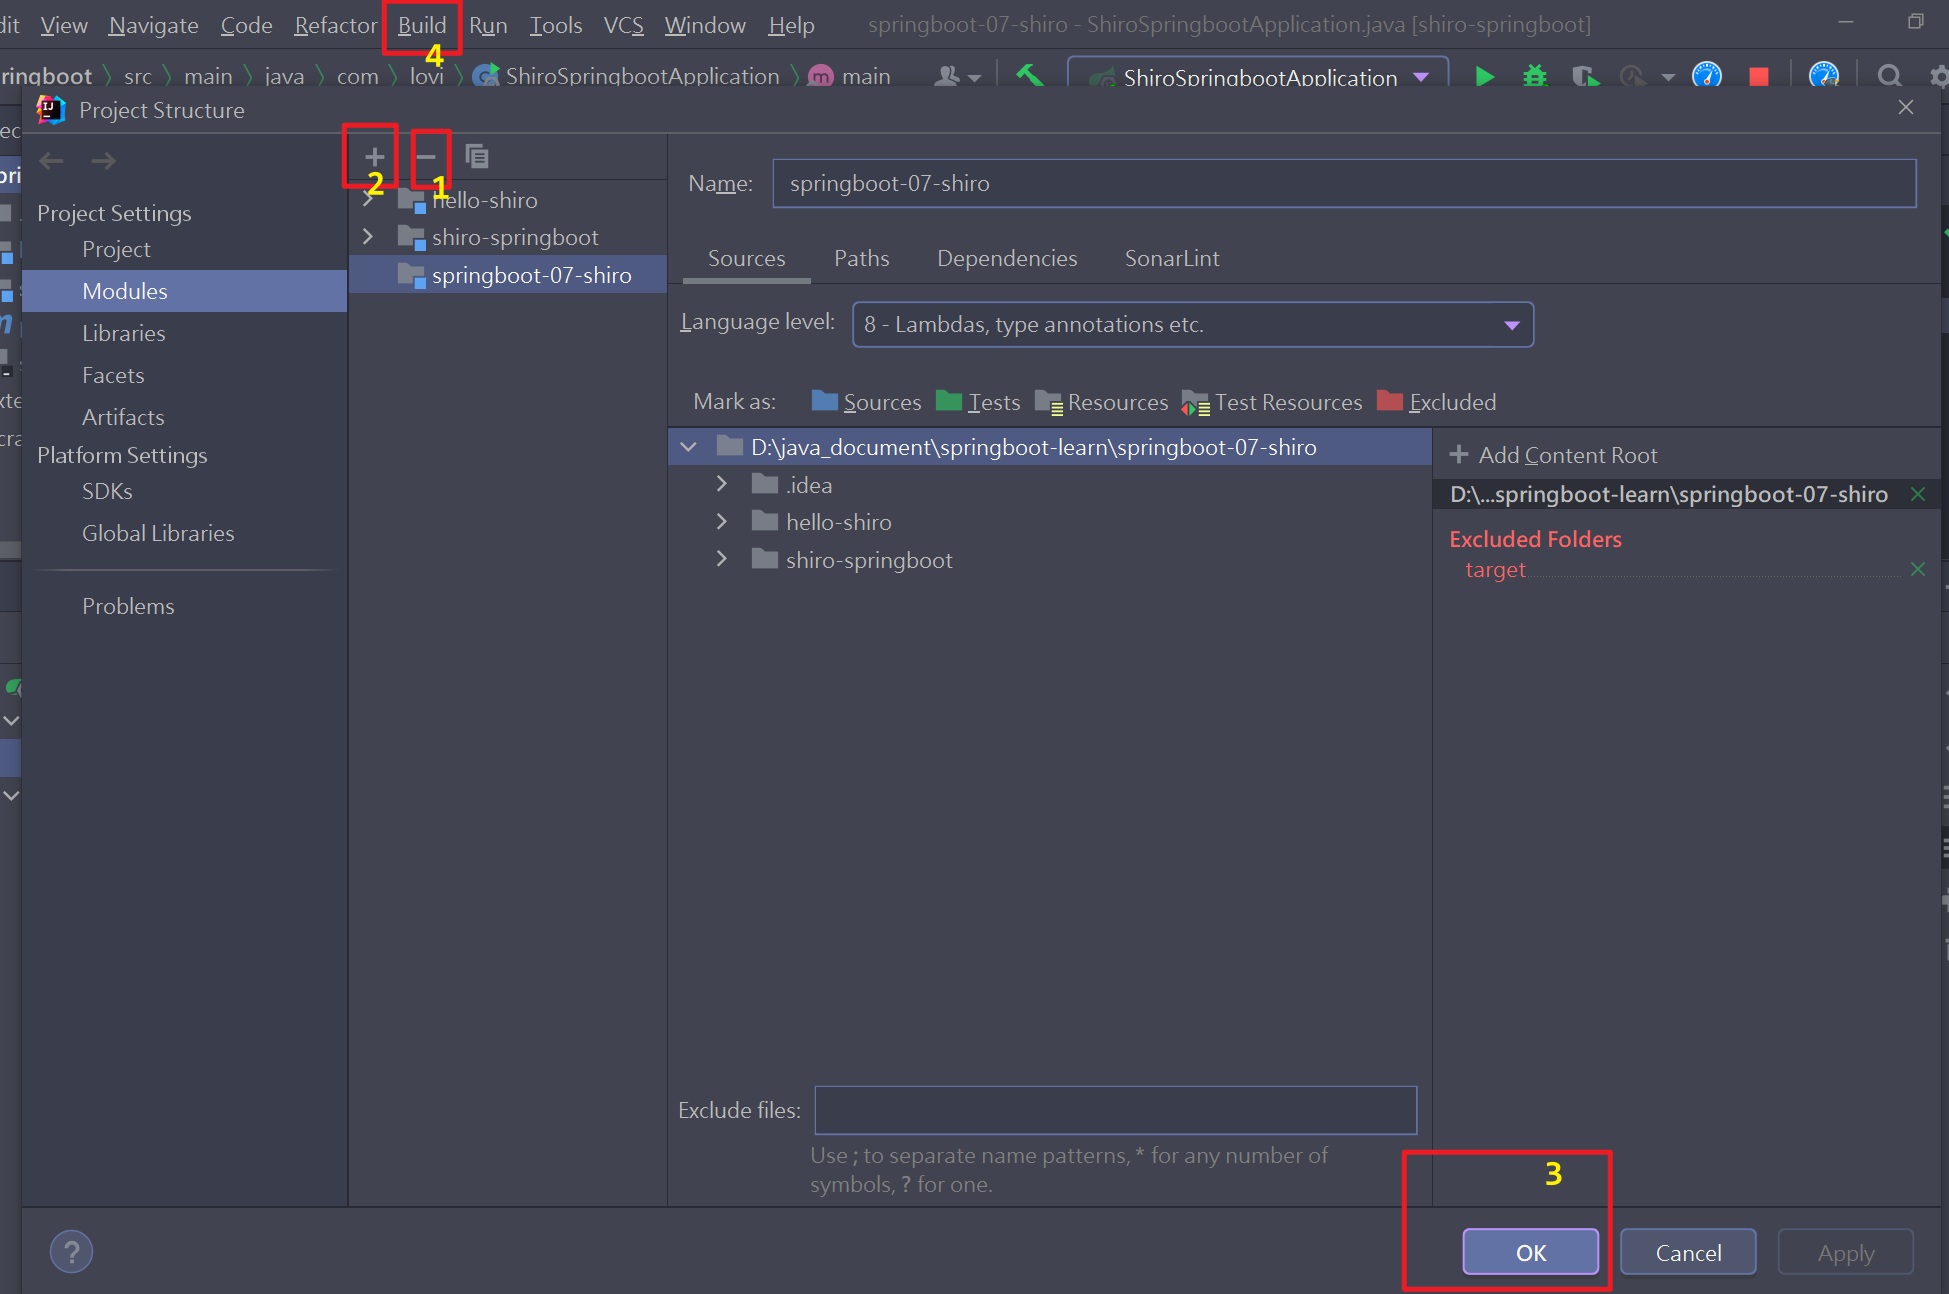 View Navigate Code Refactor Build Run Tools VCS Window Help springboot-07-shiro - ShiroSpringbootApplication.java [shiro-springboot]
4
src main java com lovi ShiroSpringbootApplication m main ShiroSpringbootApplication
Project Structure
2 1
Project Settings
Project
Modules
Libraries
Facets
Artifacts
Platform Settings
SDKs
Global Libraries
Problems
hello-shiro
shiro-springboot
springboot-07-shiro
Name: springboot-07-shiro
Sources Paths Dependencies SonarLint
Language level: 8 - Lambdas, type annotations etc.
Mark as: Sources Tests Resources Test Resources Excluded
D:\java_document\springboot-learn\springboot-07-shiro
.idea
hello-shiro
shiro-springboot
+ Add Content Root
D:\...springboot-learn\springboot-07-shiro
Excluded Folders
target
Exclude files:
Use ; to separate name patterns, * for any number of
symbols, ? for one.
3
? OK Cancel Apply